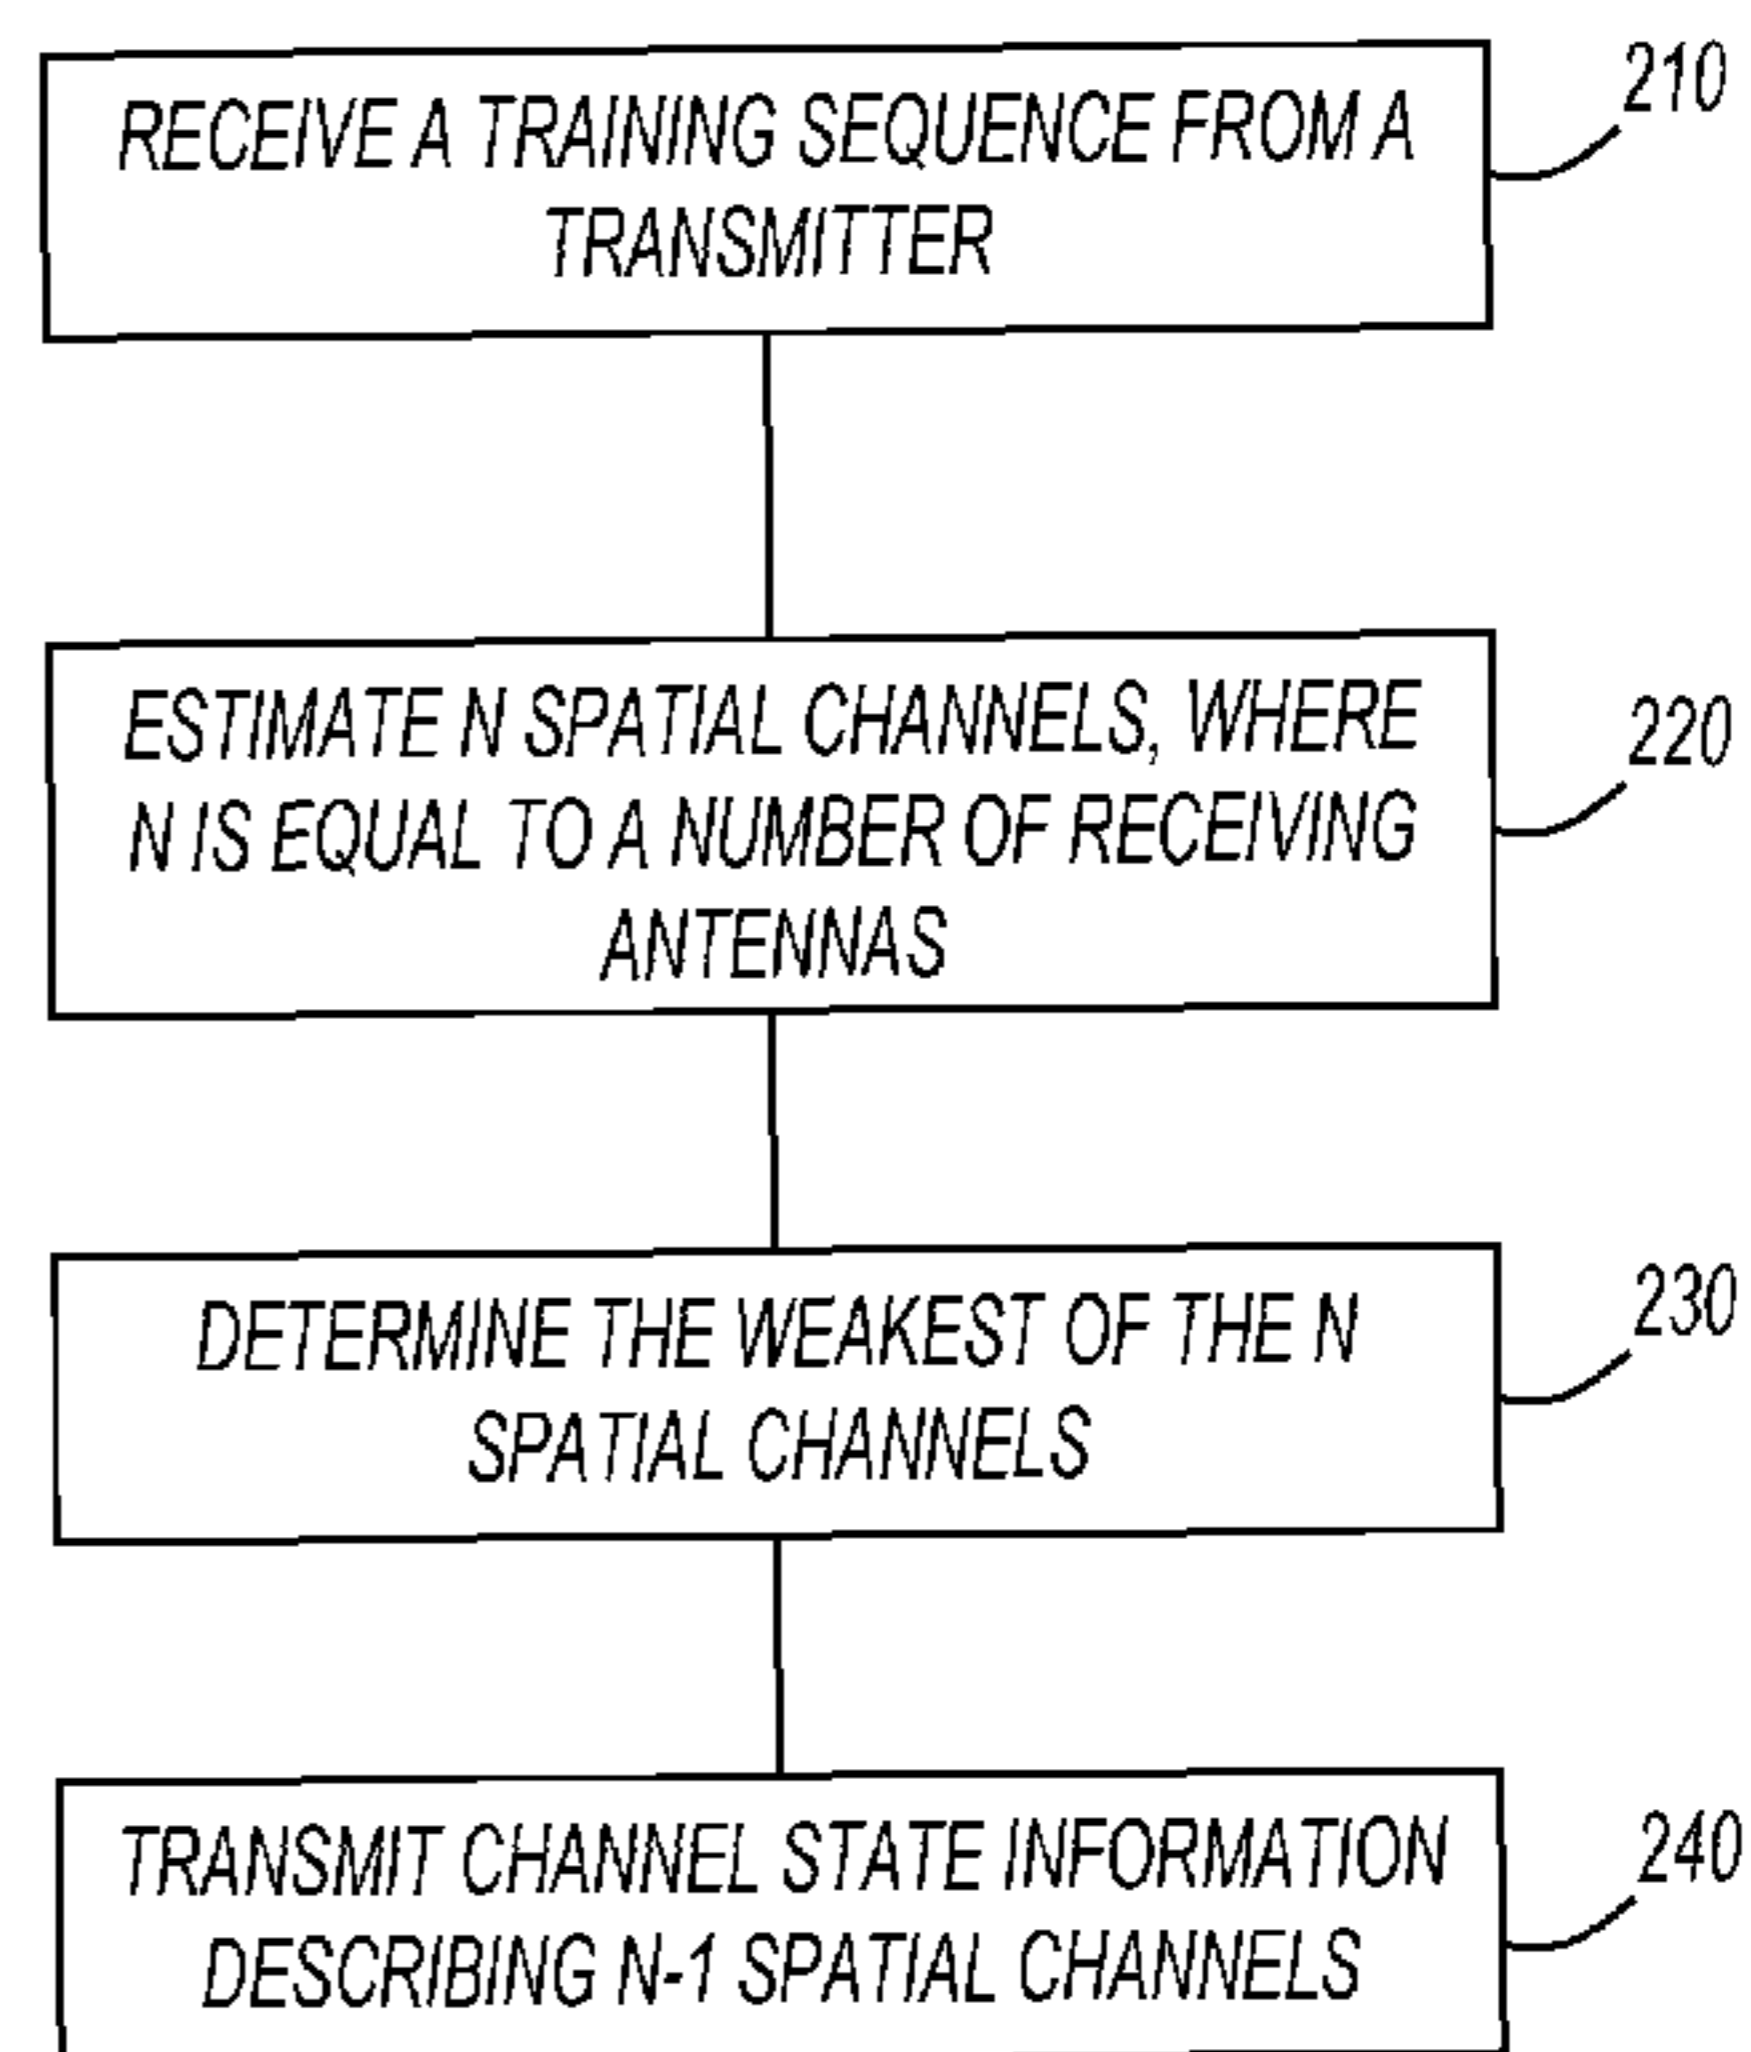 RECEIVE A TRAINING SEQUENCE FROM A
TRANSMITTER
210
ESTIMATE N SPATIAL CHANNELS, WHERE
N IS EQUAL TO A NUMBER OF RECEIVING
ANTENNAS
220
DETERMINE THE WEAKEST OF THE N
SPATIAL CHANNELS
230
TRANSMIT CHANNEL STATE INFORMATION
DESCRIBING N-1 SPATIAL CHANNELS
240